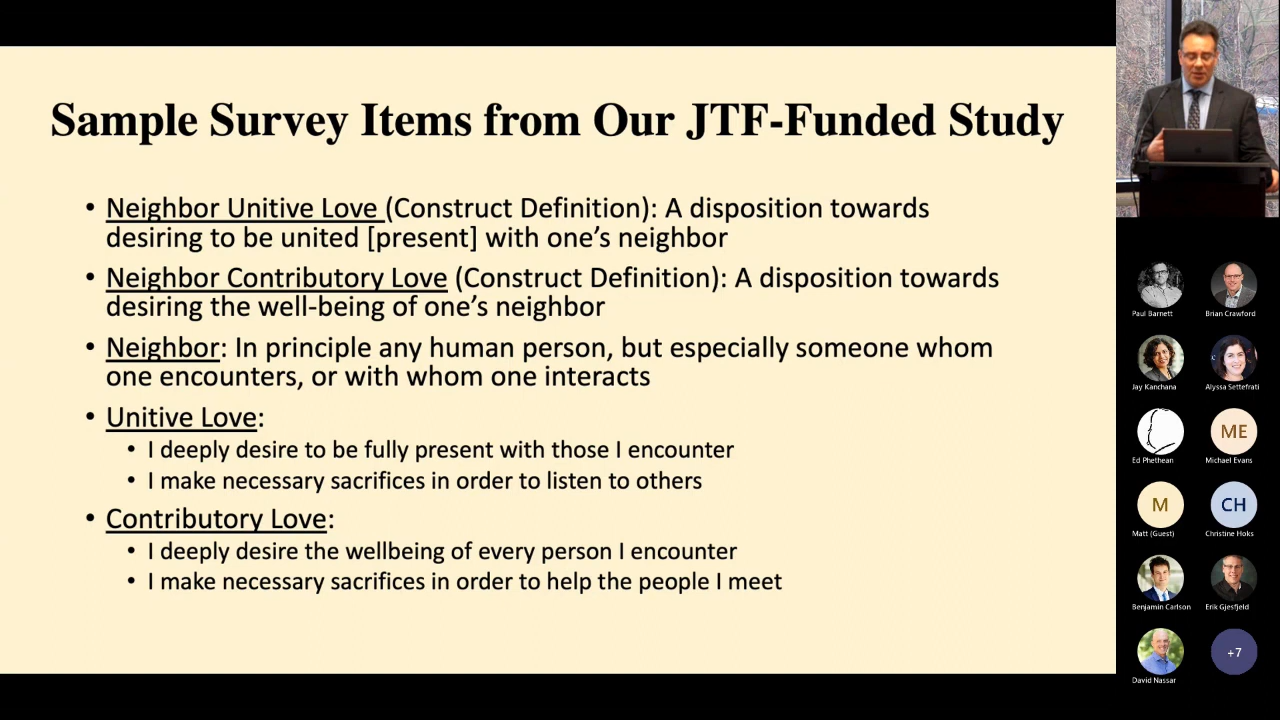 Sample Survey Items from Our JTF-Funded Study
• Neighbor Unitive Love (Construct Definition): A disposition towards
desiring to be united [present] with one’s neighbor
• Neighbor Contributory Love (Construct Definition): A disposition towards
desiring the well-being of one’s neighbor
• Neighbor: In principle any human person, but especially someone whom
one encounters, or with whom one interacts
• Unitive Love:
• I deeply desire to be fully present with those I encounter
• I make necessary sacrifices in order to listen to others
• Contributory Love:
• I deeply desire the wellbeing of every person I encounter
• I make necessary sacrifices in order to help the people I meet
Paul Barnett
Brian Crawford
Jay Kanchana
Alyssa Settefrati
Ed Phethean
ME
Michael Evans
M
Matt (Guest)
CH
Christine Hoks
Benjamin Carlson
Erik Gjesfjeld
David Nassar
+7